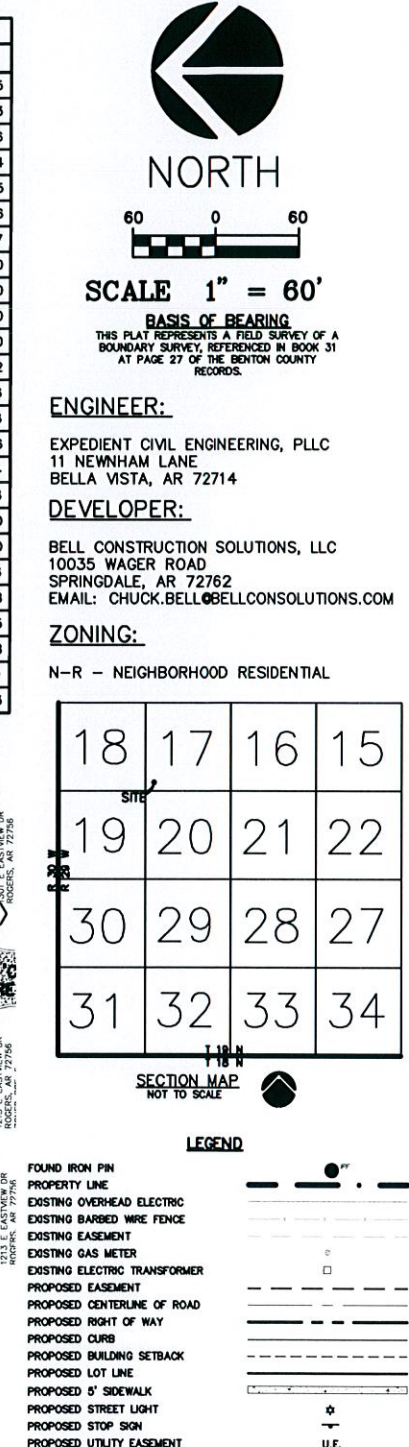 NORTH
60 0 60
SCALE 1" = 60'
BASIS OF BEARING
THIS PLAT REPRESENTS A FIELD SURVEY OF A
BOUNDARY SURVEY, REFERENCED IN BOOK 31
AT PAGE 27 OF THE BENTON COUNTY
RECORDS.
ENGINEER:
EXPEDIENT CIVIL ENGINEERING, PLLC
11 NEWNHAM LANE
BELLA VISTA, AR 72714
DEVELOPER:
BELL CONSTRUCTION SOLUTIONS, LLC
10035 WAGER ROAD
SPRINGDALE, AR 72762
EMAIL: CHUCK.BELL@BELLCONSOLUTIONS.COM
ZONING:
N-R - NEIGHBORHOOD RESIDENTIAL
18 17 16 15
SITE
19 20 21 22
R 30 W
R 29 W
30 29 28 27
31 32 33 34
T 19 N
T 18 N
SECTION MAP
NOT TO SCALE
LEGEND
FOUND IRON PIN
PROPERTY LINE
EXISTING OVERHEAD ELECTRIC
EXISTING BARBED WIRE FENCE
EXISTING EASEMENT
EXISTING GAS METER
EXISTING ELECTRIC TRANSFORMER
PROPOSED EASEMENT
PROPOSED CENTERLINE OF ROAD
PROPOSED RIGHT OF WAY
PROPOSED CURB
PROPOSED BUILDING SETBACK
PROPOSED LOT LINE
PROPOSED 5' SIDEWALK
PROPOSED STREET LIGHT
PROPOSED STOP SIGN
PROPOSED UTILITY EASEMENT U.E.
E EASTVIEW DR
ROGERS, AR 72756
ROGERS, AR 72756
1213 E EASTVIEW DR
ROGERS, AR 72756